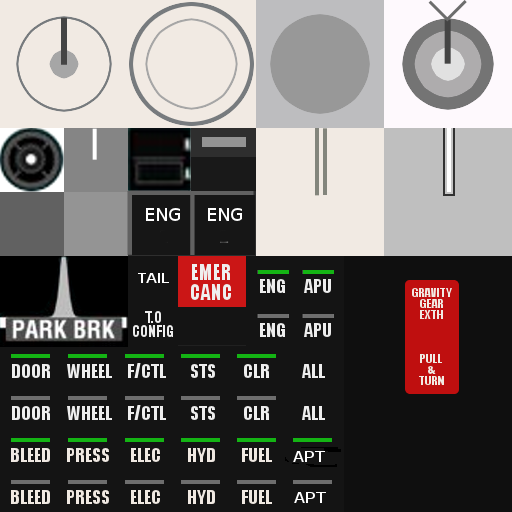 ENG ENG
PARK BRK
TAIL
EMER
CANC
T.O
CONFIG
ENG APU
ENG APU
GRAVITY
GEAR
EXTH
PULL
&
TURN
DOOR WHEEL F/CTL STS CLR ALL
DOOR WHEEL F/CTL STS CLR ALL
BLEED PRESS ELEC HYD FUEL APT
BLEED PRESS ELEC HYD FUEL APT